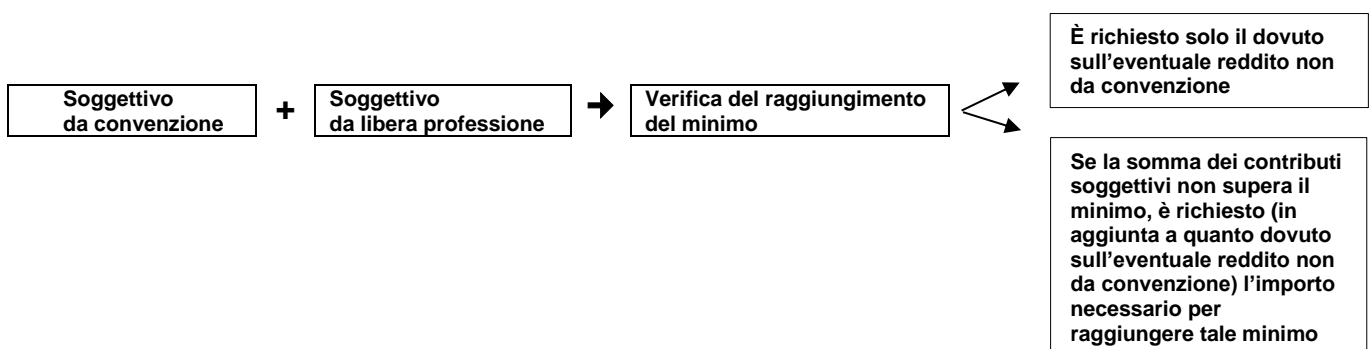 Soggettivo
da convenzione
+
Soggettivo
da libera professione
Verifica del raggiungimento
del minimo
È richiesto solo il dovuto
sull'eventuale reddito non
da convenzione
Se la somma dei contributi
soggettivi non supera il
minimo, è richiesto (in
aggiunta a quanto dovuto
sull'eventuale reddito non
da convenzione) l'importo
necessario per
raggiungere tale minimo